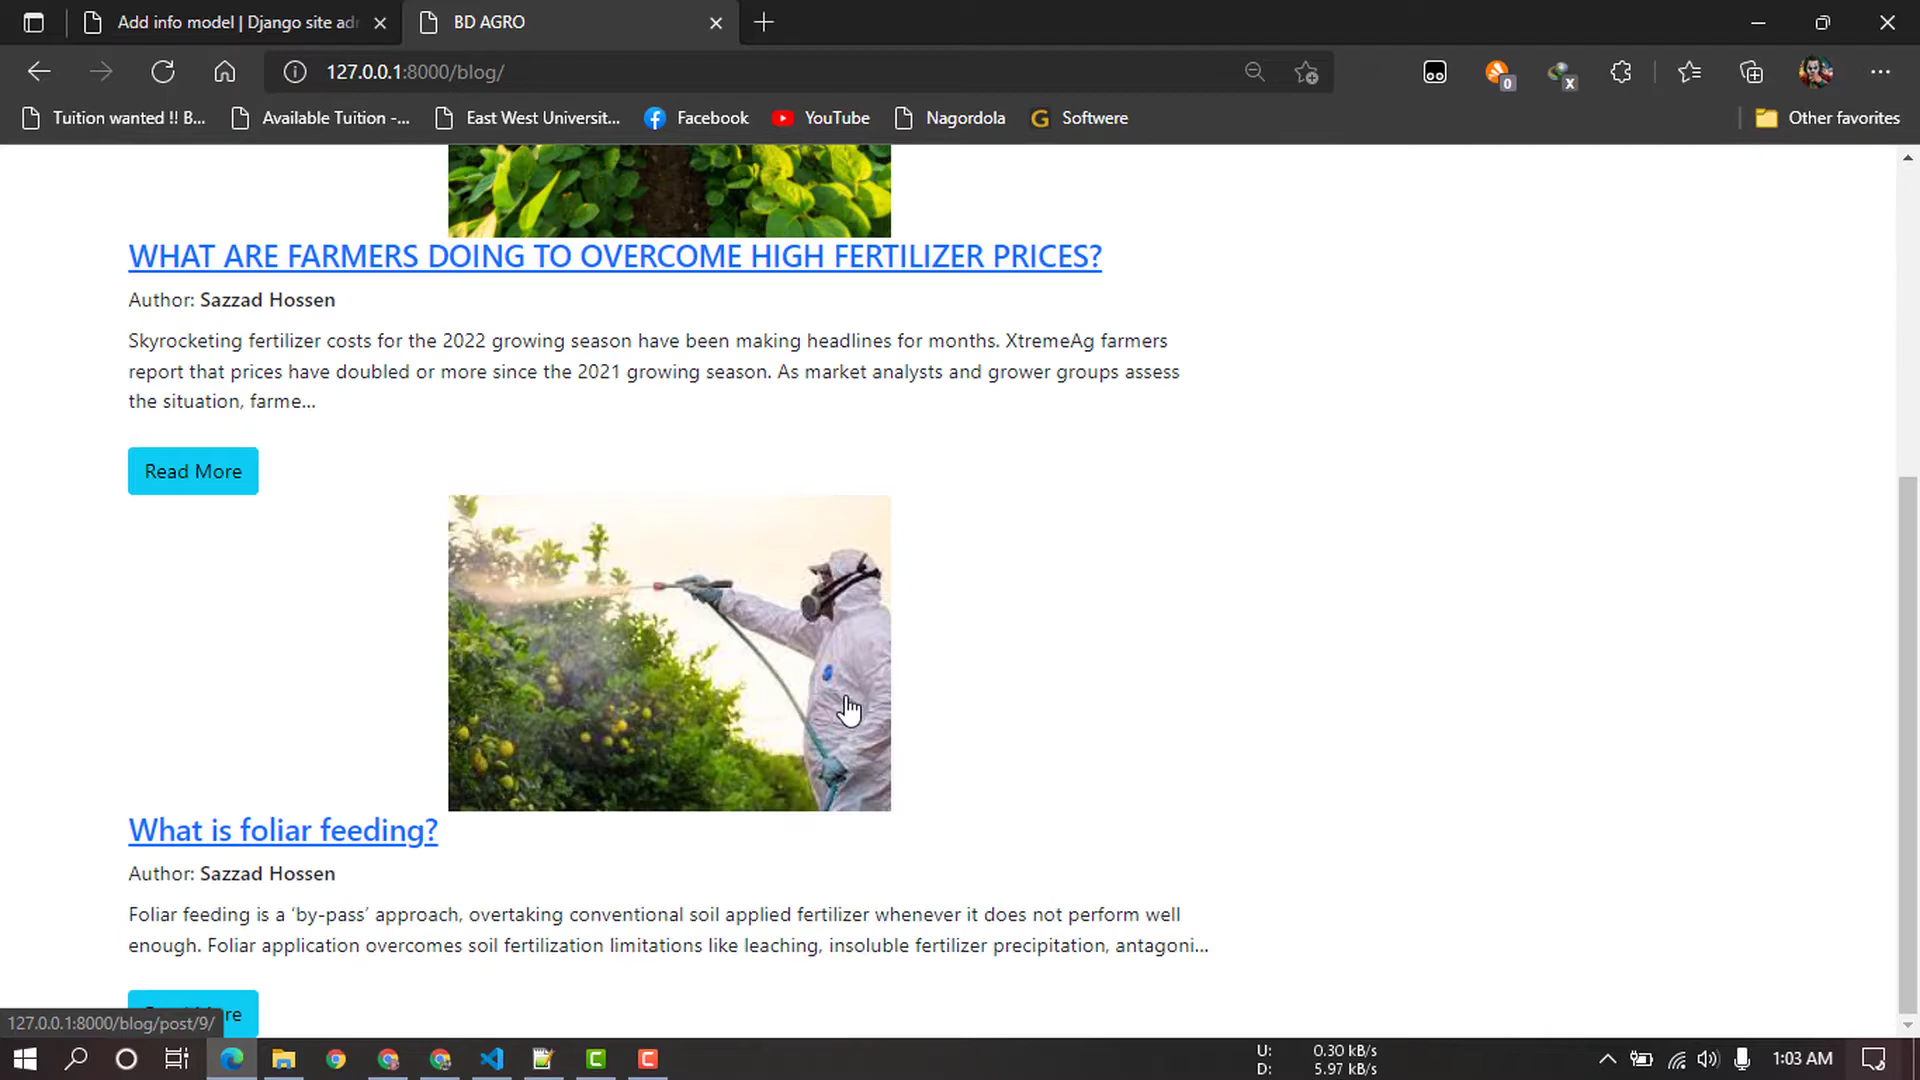 Add info model | Django site adr
BD AGRO
127.0.0.1:8000/blog/
0
x
Tuition wanted !! B...
Available Tuition -...
East West Universit...
Facebook
YouTube
Nagordola
G
Softwere
Other favorites
WHAT ARE FARMERS DOING TO OVERCOME HIGH FERTILIZER PRICES?
Author: Sazzad Hossen
Skyrocketing fertilizer costs for the 2022 growing season have been making headlines for months. XtremeAg farmers
report that prices have doubled or more since the 2021 growing season. As market analysts and grower groups assess
the situation, farme...
Read More
What is foliar feeding?
Author: Sazzad Hossen
Foliar feeding is a ‘by-pass’ approach, overtaking conventional soil applied fertilizer whenever it does not perform well
enough. Foliar application overcomes soil fertilization limitations like leaching, insoluble fertilizer precipitation, antagoni...
re
127.0.0.1:8000/blog/post/9/
C
C
U: 0.30 kB/s
D: 5.97 kB/s
1:03 AM